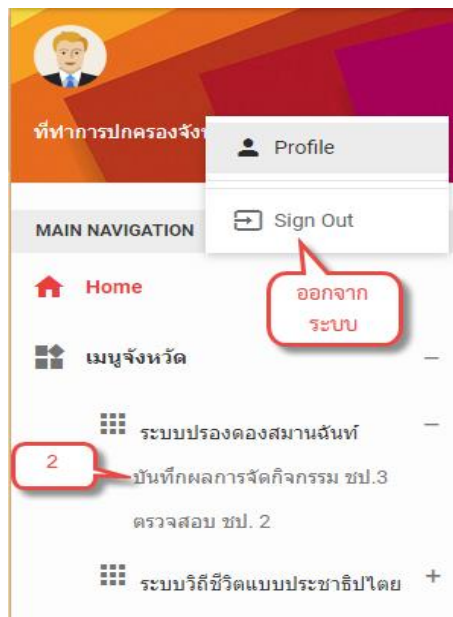 ที่ทำการปกครองจัง
Profile
Sign Out
MAIN NAVIGATION
ออกจาก
ระบบ
Home
เมนูจังหวัด
ระบบปรองดองสมานฉันท์
2
บันทึกผลการจัดกิจกรรม ชป.3
ตรวจสอบ ชป. 2
ระบบวิถีชีวิตแบบประชาธิปไตย